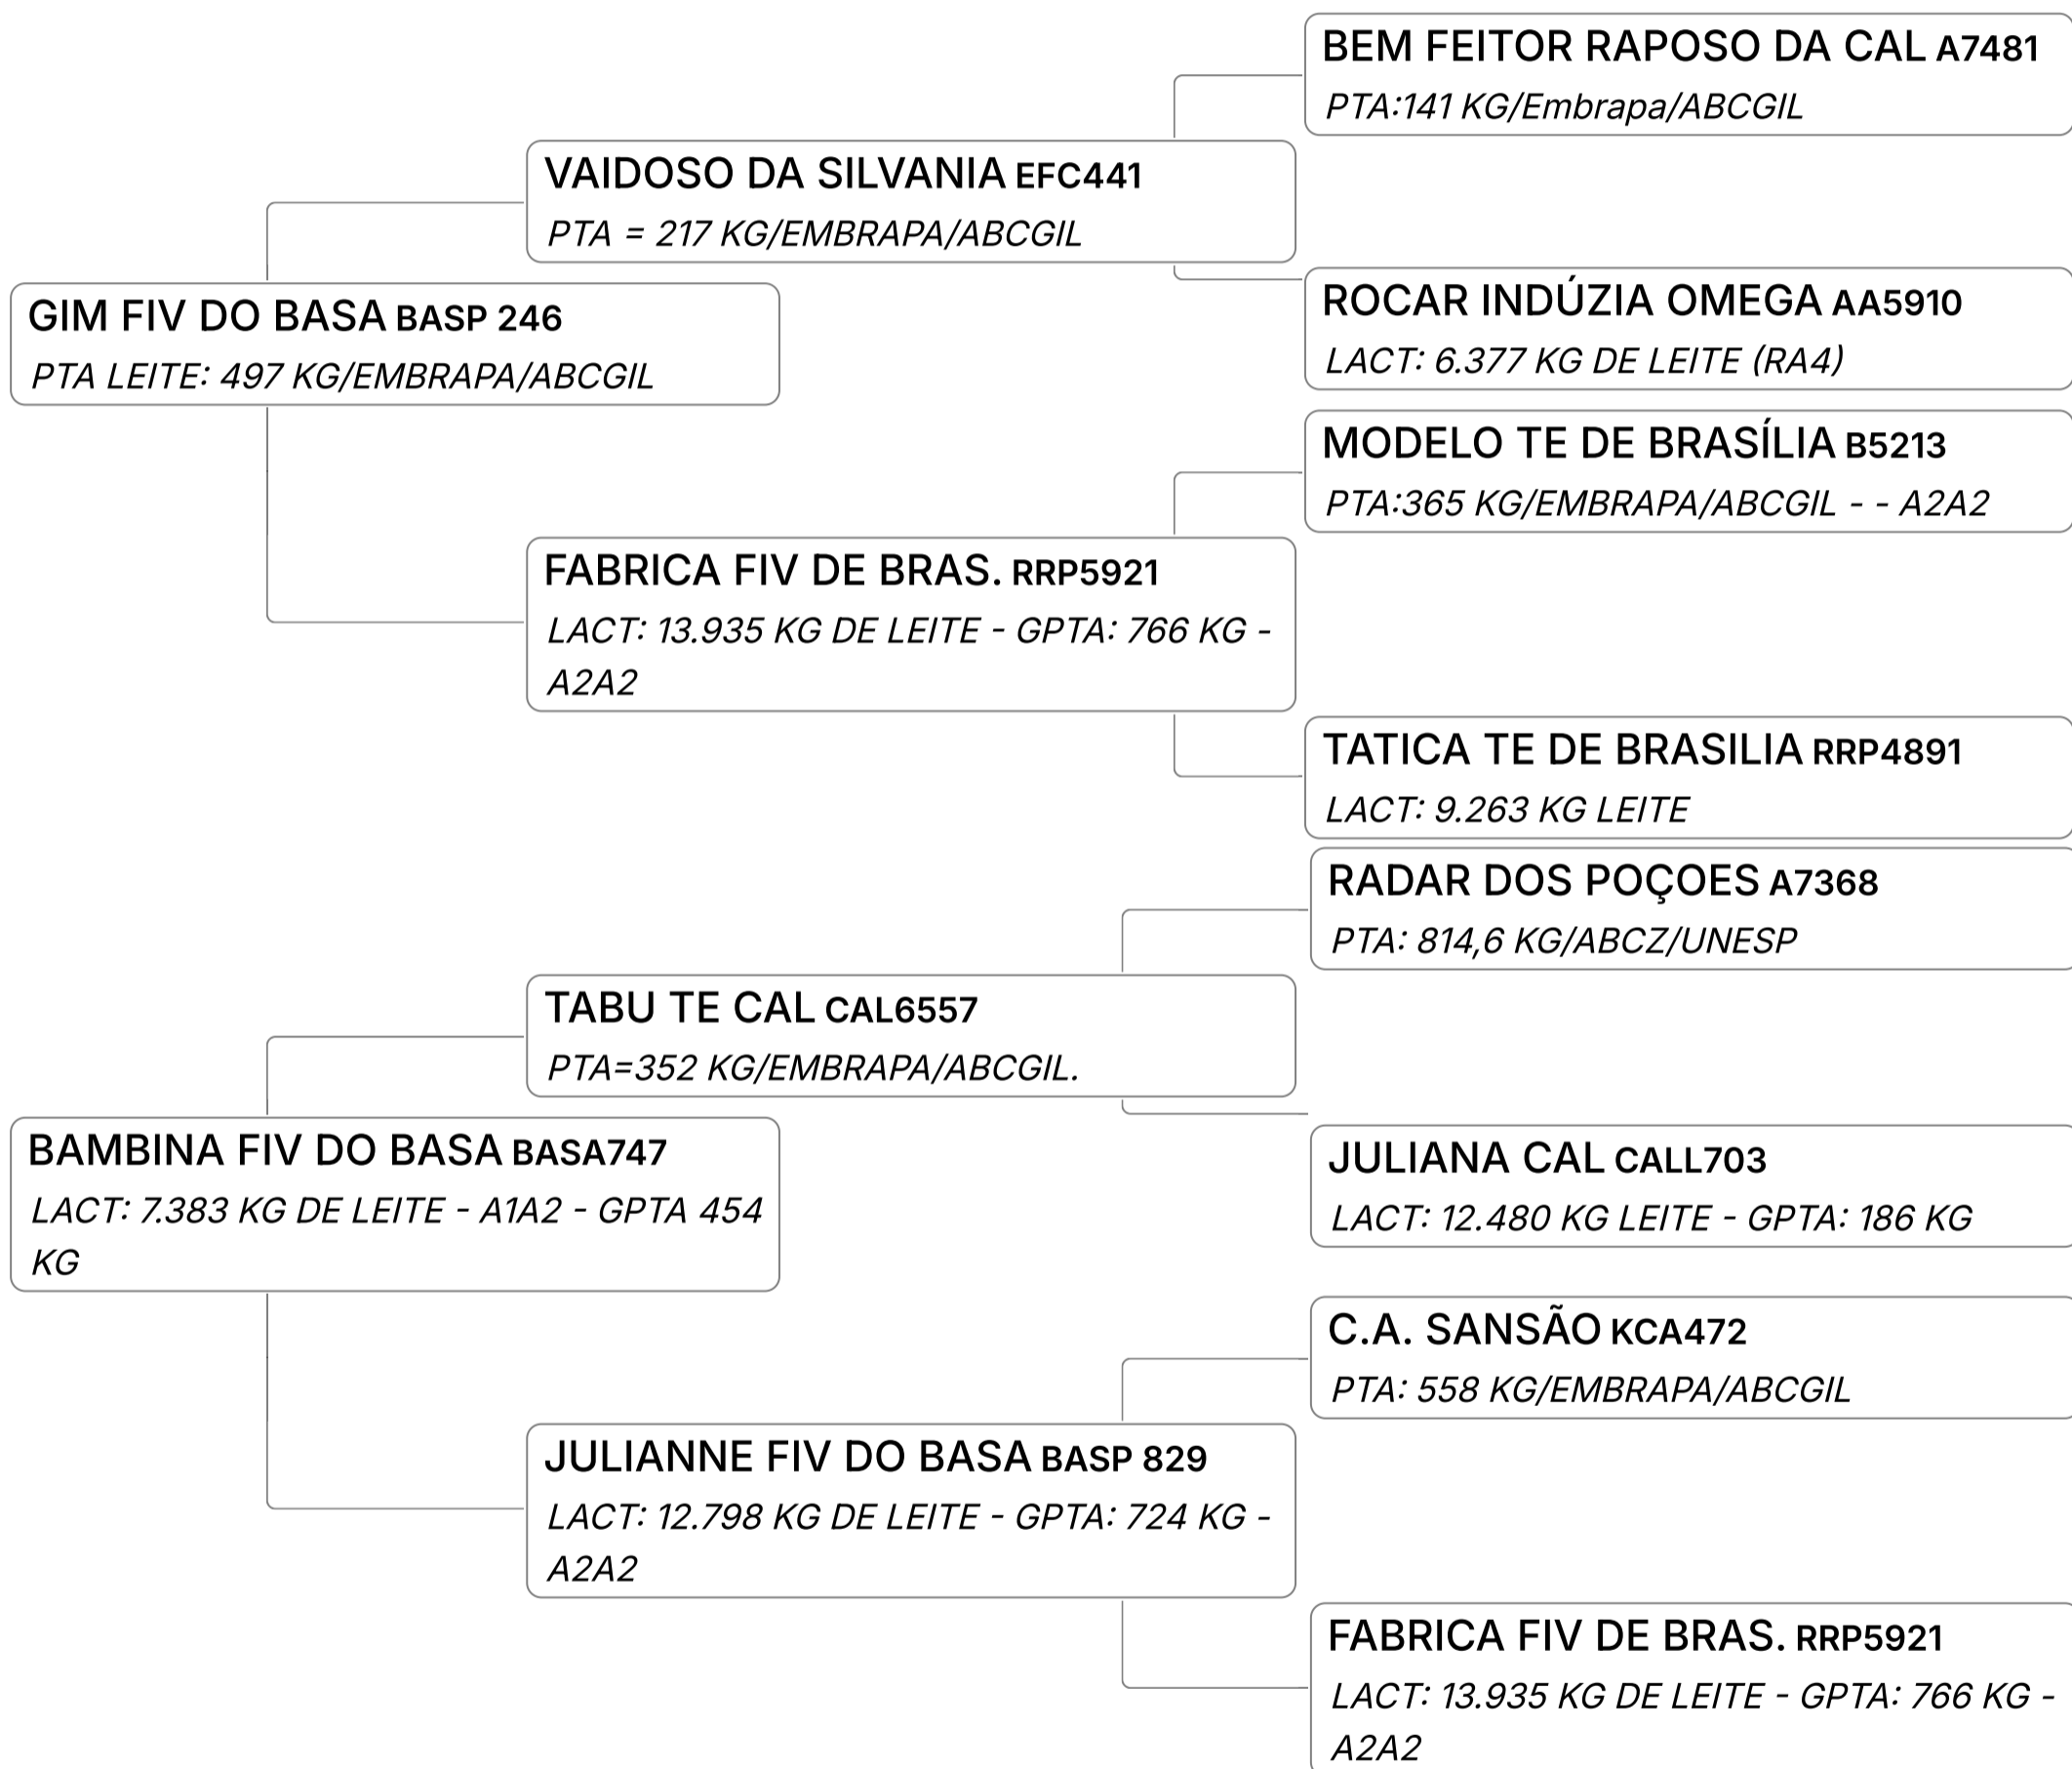 BEM FEITOR RAPOSO DA CAL A7481
PTA:141 KG/Embrapa/ABCGIL
VAIDOSO DA SILVANIA EFC441
PTA = 217 KG/EMBRAPA/ABCGIL
ROCAR INDÚZIA OMEGA AA5910
LACT: 6.377 KG DE LEITE (RA4)
GIM FIV DO BASA BASP 246
PTA LEITE: 497 KG/EMBRAPA/ABCGIL
MODELO TE DE BRASÍLIA B5213
PTA:365 KG/EMBRAPA/ABCGIL - - A2A2
FABRICA FIV DE BRAS. RRP5921
LACT: 13.935 KG DE LEITE - GPTA: 766 KG -
A2A2
TATICA TE DE BRASILIA RRP4891
LACT: 9.263 KG LEITE
RADAR DOS POÇOES A7368
PTA: 814,6 KG/ABCZ/UNESP
TABU TE CAL CAL6557
PTA=352 KG/EMBRAPA/ABCGIL.
JULIANA CAL CALL703
LACT: 12.480 KG LEITE - GPTA: 186 KG
BAMBINA FIV DO BASA BASA747
LACT: 7.383 KG DE LEITE - A1A2 - GPTA 454
KG
C.A. SANSÃO KCA472
PTA: 558 KG/EMBRAPA/ABCGIL
JULIANNE FIV DO BASA BASP 829
LACT: 12.798 KG DE LEITE - GPTA: 724 KG -
A2A2
FABRICA FIV DE BRAS. RRP5921
LACT: 13.935 KG DE LEITE - GPTA: 766 KG -
A2A2